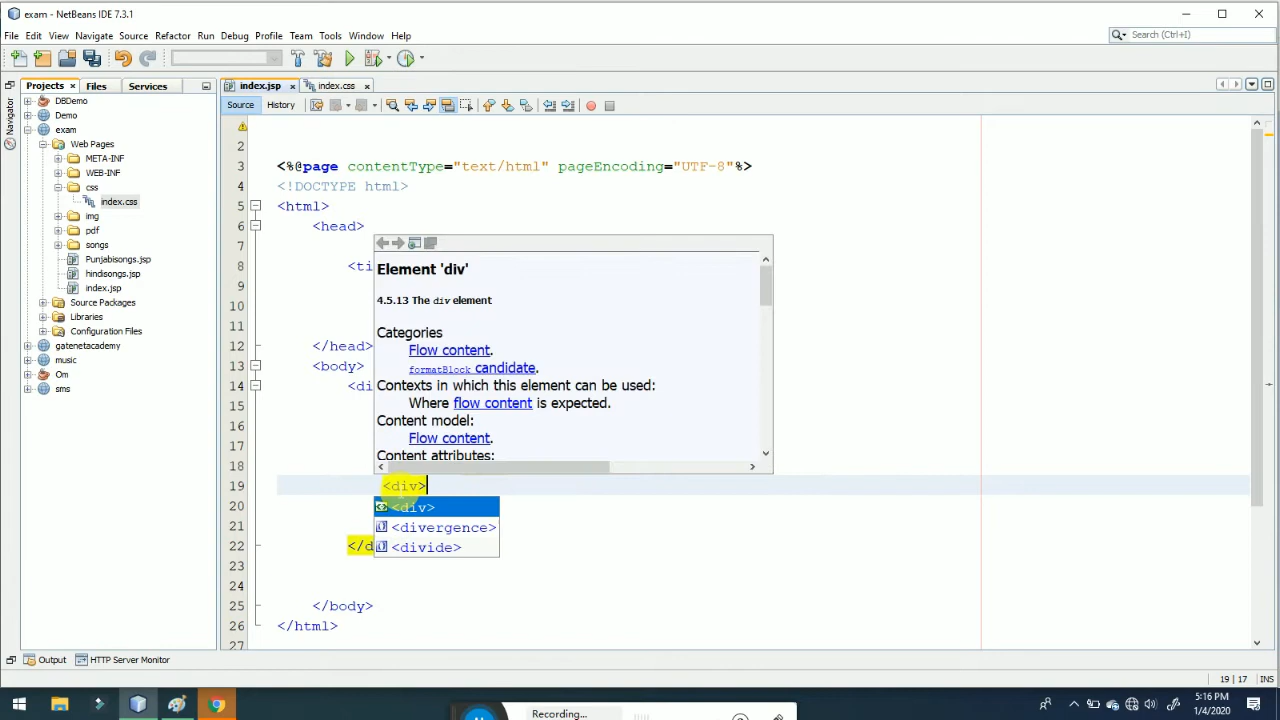 exam - NetBeans IDE 7.3.1
File Edit View Navigate Source Refactor Run Debug Profile Team Tools Window Help
Search (Ctrl+I)
Projects Files Services
index.jsp index.css
Navigator
Source History
DBDemo
Demo
exam
Web Pages
META-INF
WEB-INF
css
index.css
img
pdf
songs
Punjabisongs.jsp
hindisongs.jsp
index.jsp
Source Packages
Libraries
Configuration Files
gatenetacademy
music
Om
sms
2
3 <%@page contentType="text/html" pageEncoding="UTF-8"%>
4 <!DOCTYPE html>
5 <html>
6 <head>
7
8 <ti
9
10
11
12 </head>
13 <body>
14 <di
15
16
17
18
19 <div>
20
21
22 </d
23
24
25 </body>
26 </html>
27
Element 'div'
4.5.13 The div element
Categories
Flow content.
formatBlock candidate.
Contexts in which this element can be used:
Where flow content is expected.
Content model:
Flow content.
Content attributes:
<div>
<divergence>
<divide>
Output HTTP Server Monitor
19 | 17 INS
Recording...
5:16 PM
1/4/2020